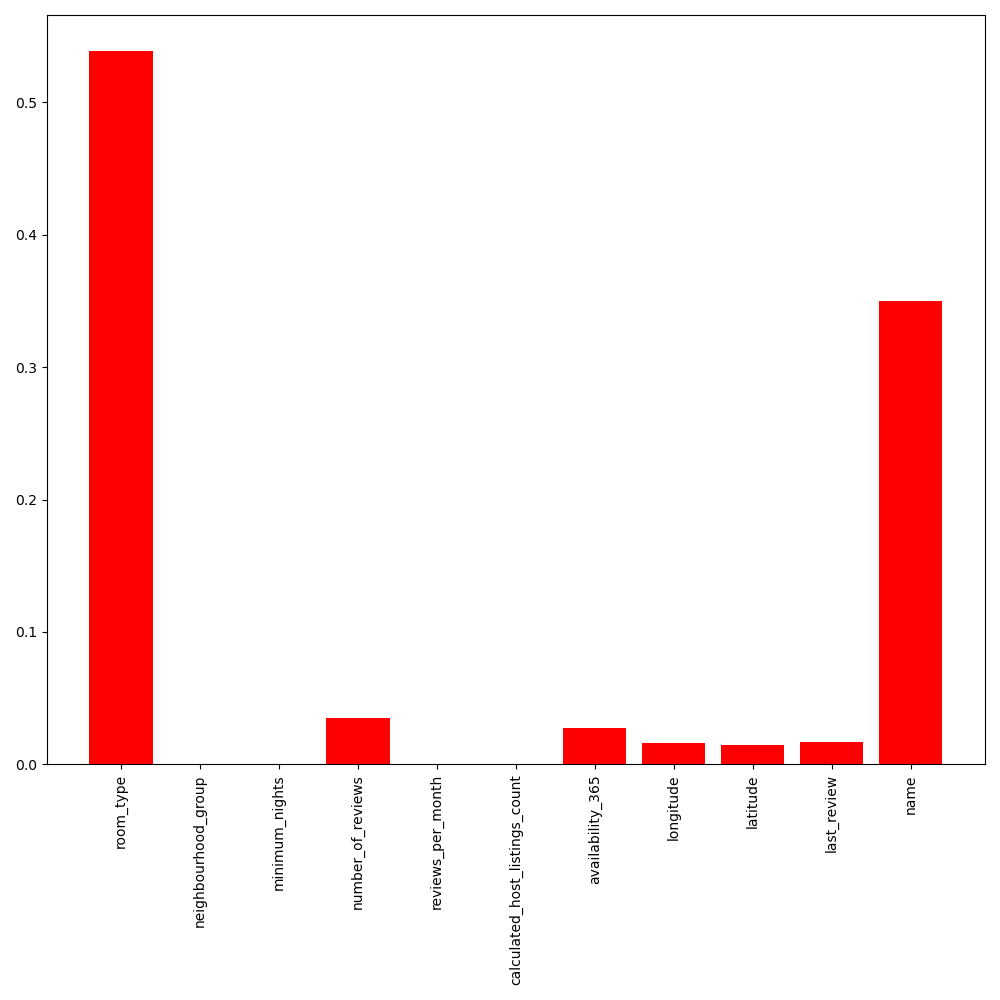 0.5
0.4
0.3
0.2
0.1
0.0
room_type
neighbourhood_group
minimum_nights
number_of_reviews
reviews_per_month
calculated_host_listings_count
availability_365
longitude
latitude
last_review
name